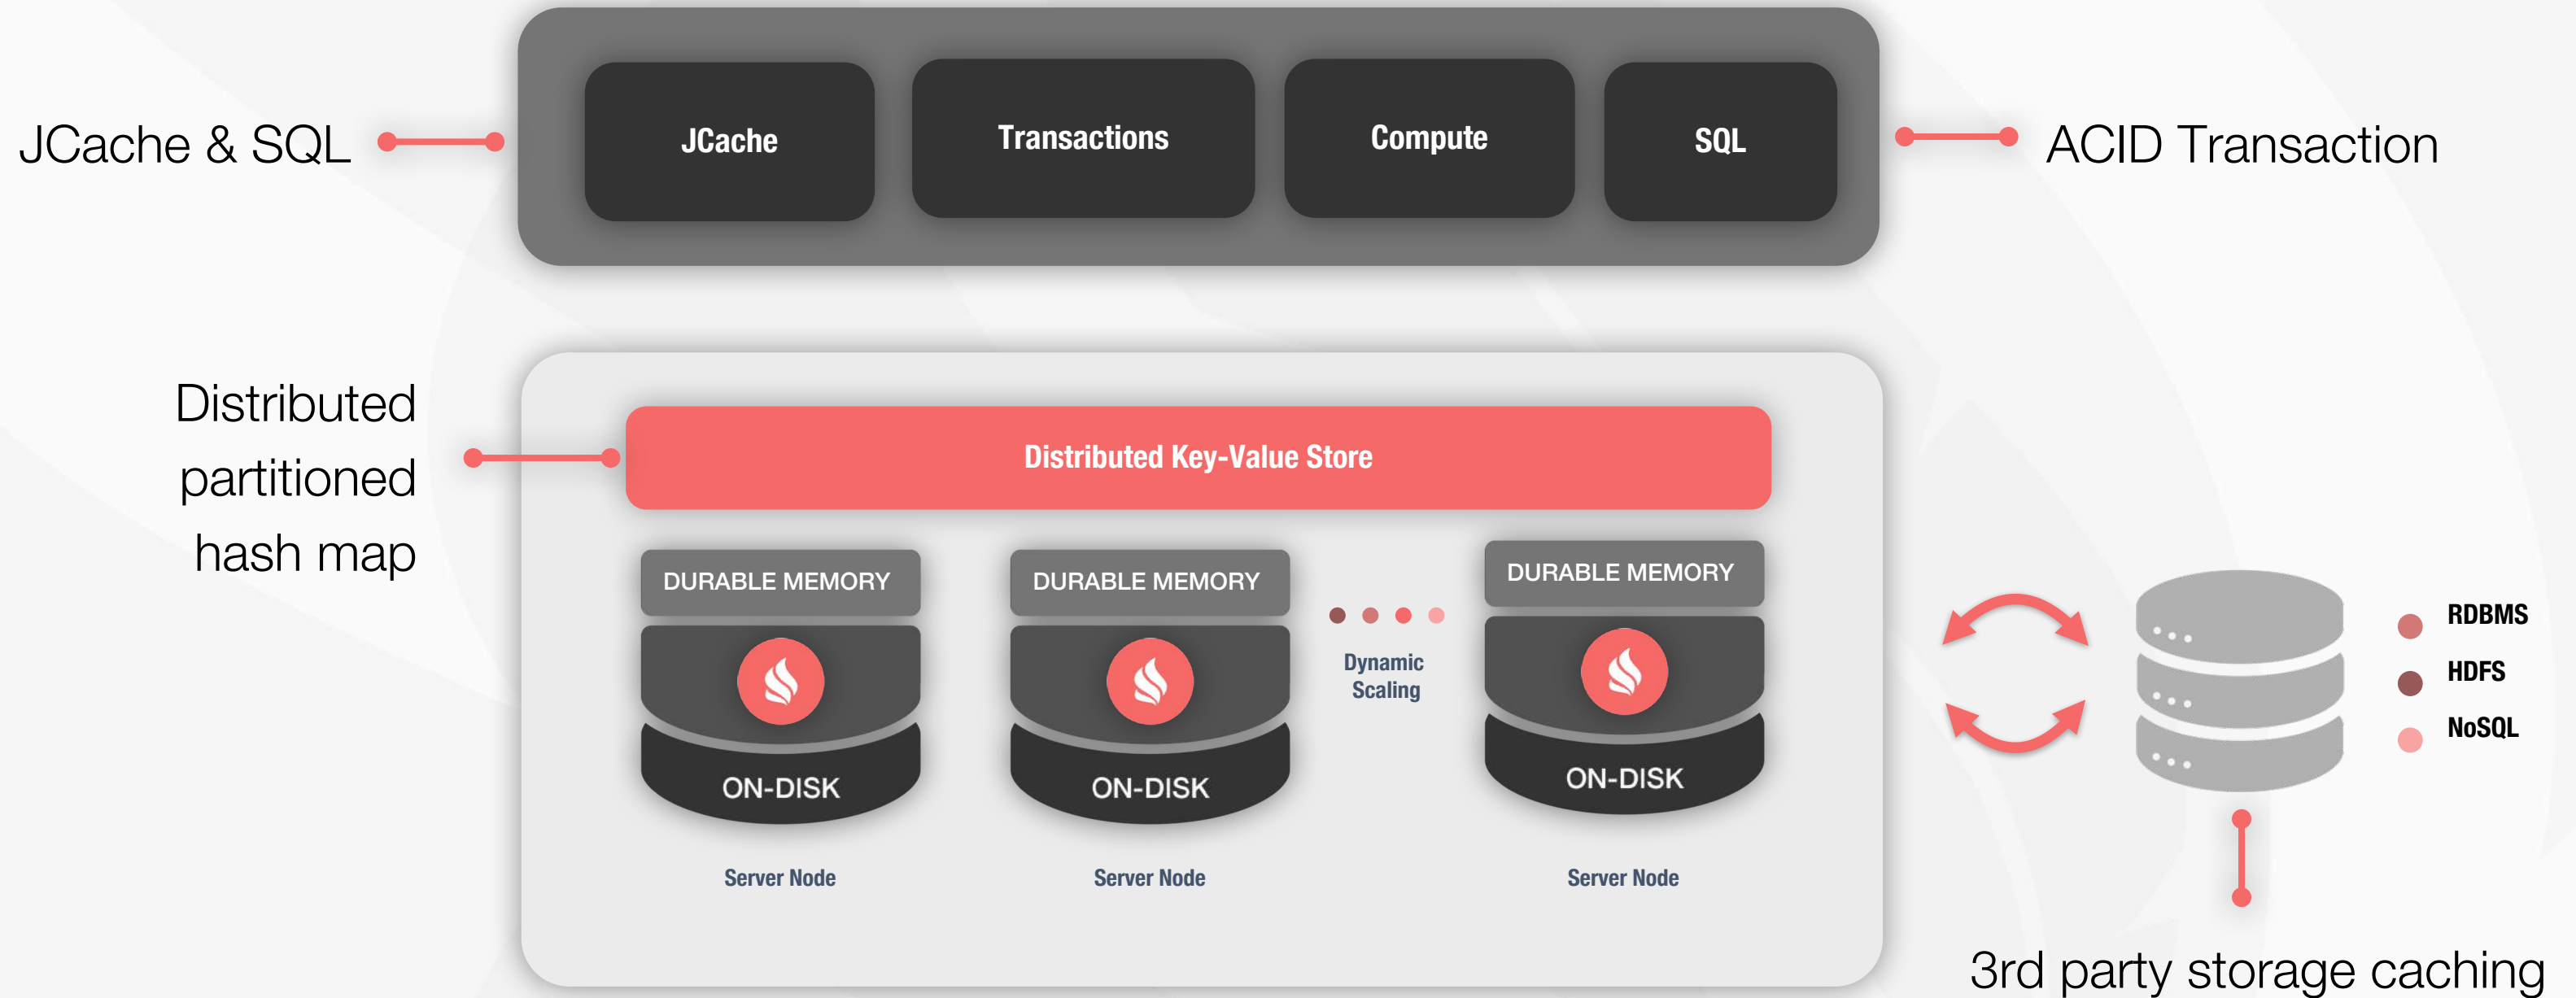 JCache & SQL
JCache
Transactions
Compute
SQL
ACID Transaction
Distributed
partitioned
hash map
Distributed Key-Value Store
DURABLE MEMORY
DURABLE MEMORY
DURABLE MEMORY
Dynamic
Scaling
ON-DISK
ON-DISK
ON-DISK
Server Node
Server Node
Server Node
RDBMS
HDFS
NoSQL
3rd party storage caching